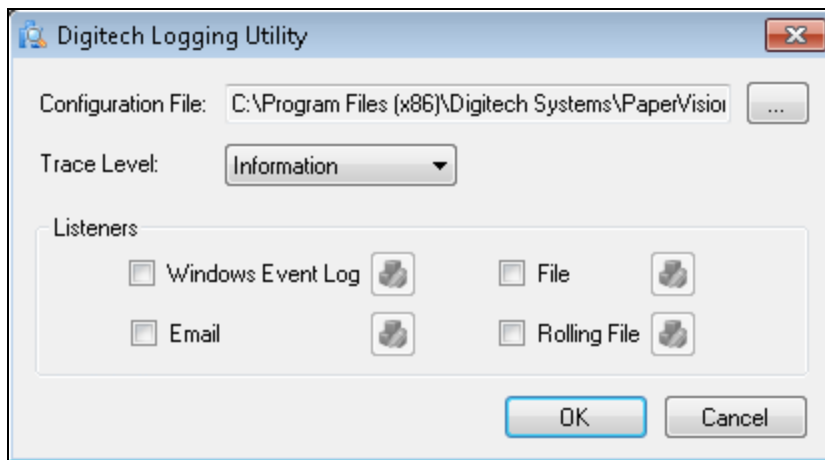 Digitech Logging Utility
Configuration File: C:\Program Files (x86)\Digitech Systems\PaperVision ...
Trace Level: Information
Listeners
Windows Event Log File
Email Rolling File
OK Cancel